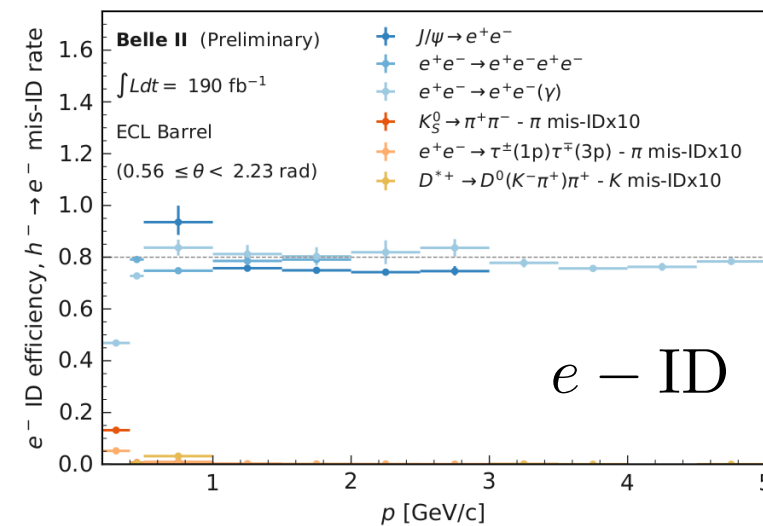 Belle II (Preliminary)
∫Ldt = 190 fb⁻¹
ECL Barrel
(0.56 ≤θ< 2.23 rad)
J/ψ→e⁺e⁻
e⁺e⁻→e⁺e⁻e⁺e⁻
e⁺e⁻→e⁺e⁻(γ)
K_S^0→π⁺π⁻ - π mis-IDx10
e⁺e⁻→τ^±(1p)τ^∓(3p) - π mis-IDx10
D*⁺→D⁰(K⁻π⁺)π⁺ - K mis-IDx10
e⁻ ID efficiency, h⁻→e⁻ mis-ID rate
1.6
1.4
1.2
1.0
0.8
0.6
0.4
0.2
0.0
e − ID
1 2 3 4 5
p [GeV/c]